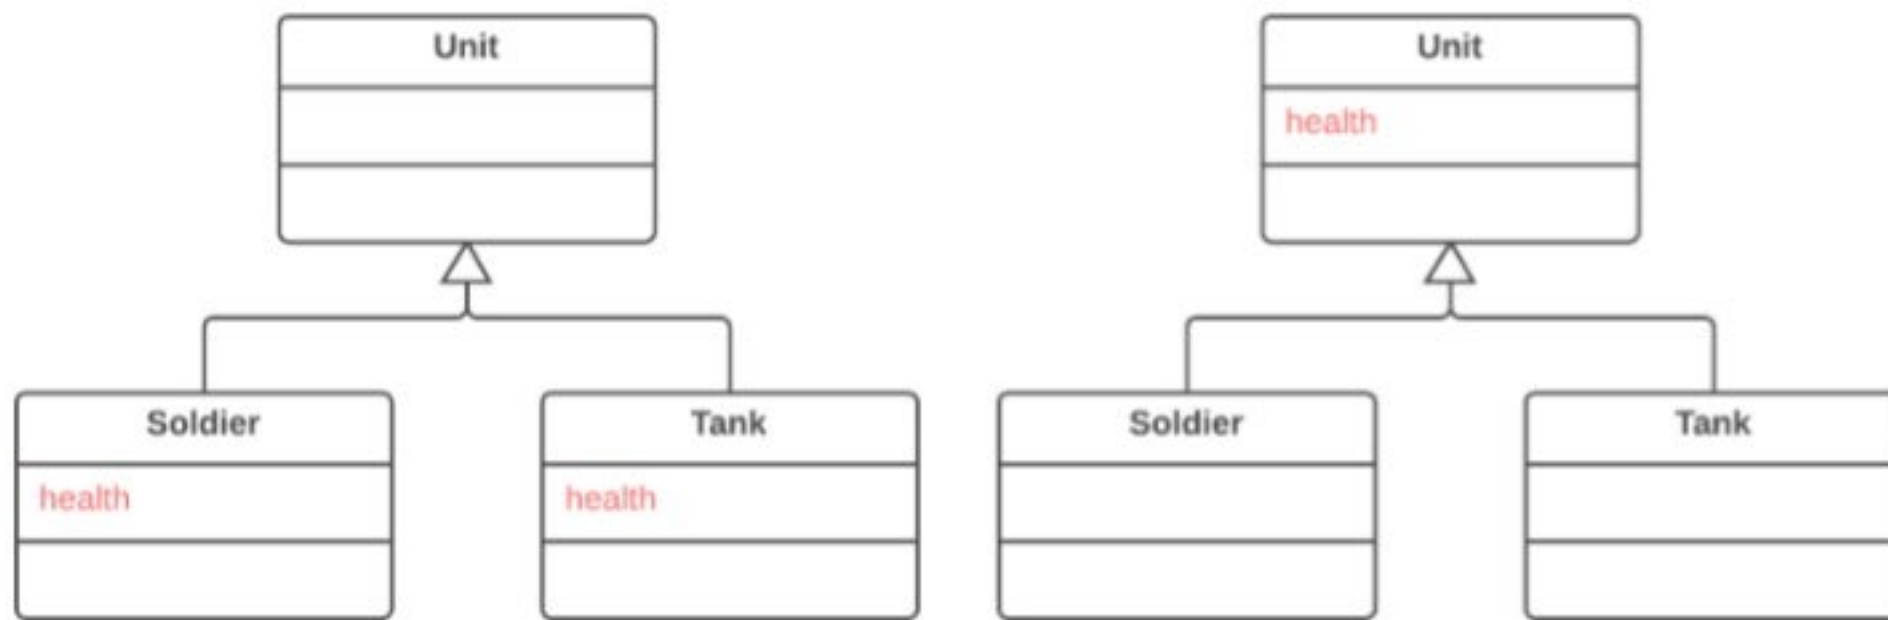 Unit
Soldier
health
Tank
health
Unit
health
Soldier
Tank